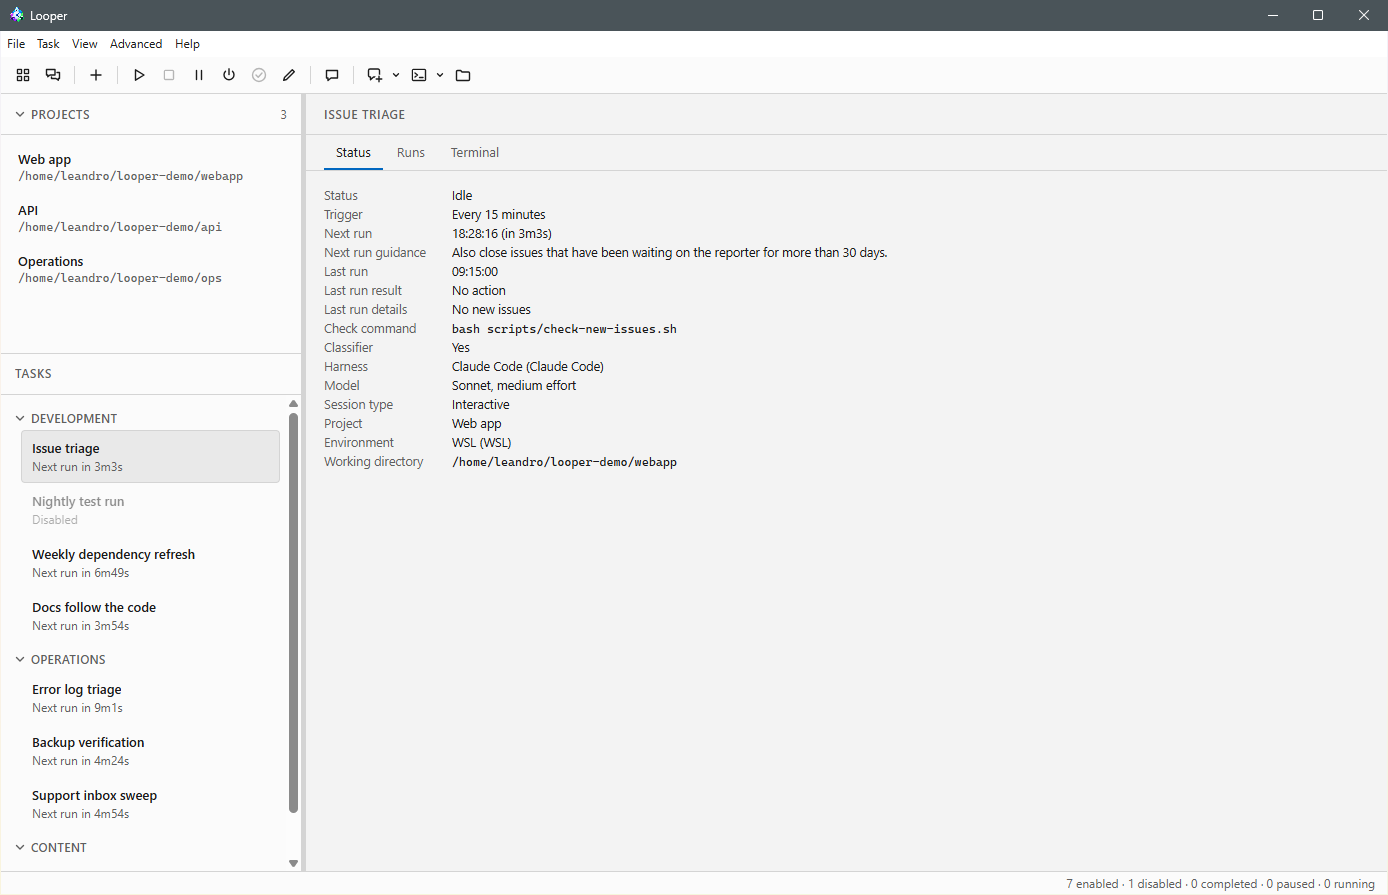 Looper
File Task View Advanced Help
PROJECTS 3
Web app
/home/leandro/looper-demo/webapp
API
/home/leandro/looper-demo/api
Operations
/home/leandro/looper-demo/ops
TASKS
DEVELOPMENT
Issue triage
Next run in 3m3s
Nightly test run
Disabled
Weekly dependency refresh
Next run in 6m49s
Docs follow the code
Next run in 3m54s
OPERATIONS
Error log triage
Next run in 9m1s
Backup verification
Next run in 4m24s
Support inbox sweep
Next run in 4m54s
CONTENT
ISSUE TRIAGE
Status Runs Terminal
Status Idle
Trigger Every 15 minutes
Next run 18:28:16 (in 3m3s)
Next run guidance Also close issues that have been waiting on the reporter for more than 30 days.
Last run 09:15:00
Last run result No action
Last run details No new issues
Check command bash scripts/check-new-issues.sh
Classifier Yes
Harness Claude Code (Claude Code)
Model Sonnet, medium effort
Session type Interactive
Project Web app
Environment WSL (WSL)
Working directory /home/leandro/looper-demo/webapp
7 enabled · 1 disabled · 0 completed · 0 paused · 0 running